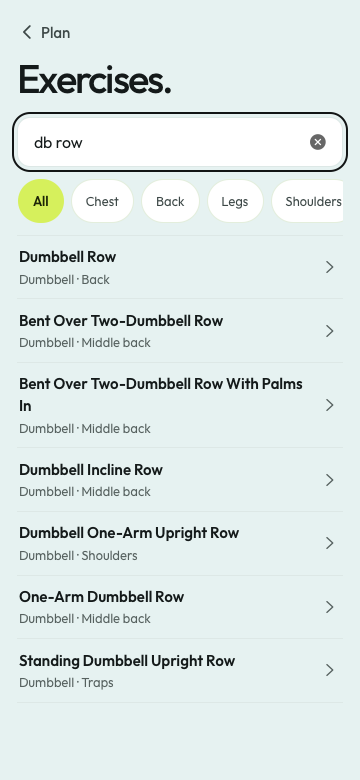 Plan
Exercises.
db row
All
Chest
Back
Legs
Shoulders
Dumbbell Row
Dumbbell · Back
Bent Over Two-Dumbbell Row
Dumbbell · Middle back
Bent Over Two-Dumbbell Row With Palms
In
Dumbbell · Middle back
Dumbbell Incline Row
Dumbbell · Middle back
Dumbbell One-Arm Upright Row
Dumbbell · Shoulders
One-Arm Dumbbell Row
Dumbbell · Middle back
Standing Dumbbell Upright Row
Dumbbell · Traps